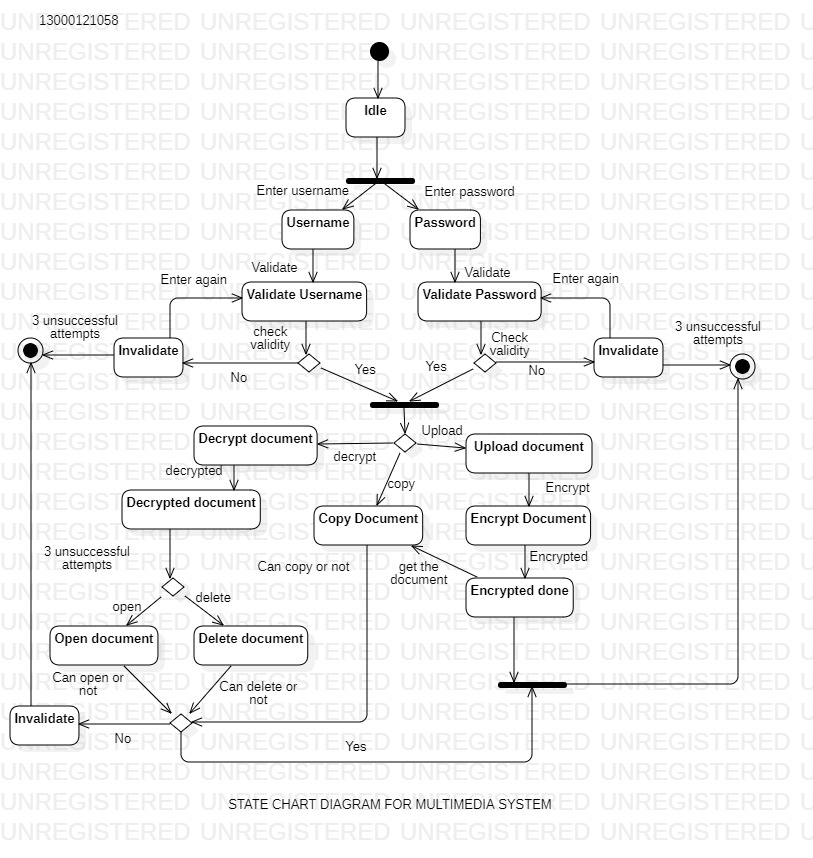 13000121058
Idle
Enter username
Enter password
Username
Password
Validate
Validate
Enter again
Enter again
Validate Username
Validate Password
3 unsuccessful
attempts
check
validity
Check
validity
3 unsuccessful
attempts
Invalidate
Invalidate
No
Yes
Yes
No
Decrypt document
Upload
Upload document
decrypt
decrypted
copy
Encrypt
Decrypted document
Copy Document
Encrypt Document
3 unsuccessful
attempts
Can copy or not
get the
document
Encrypted
Encrypted done
open
delete
Open document
Delete document
Can open or
not
Can delete or
not
Invalidate
No
Yes
STATE CHART DIAGRAM FOR MULTIMEDIA SYSTEM
UNREGISTERED